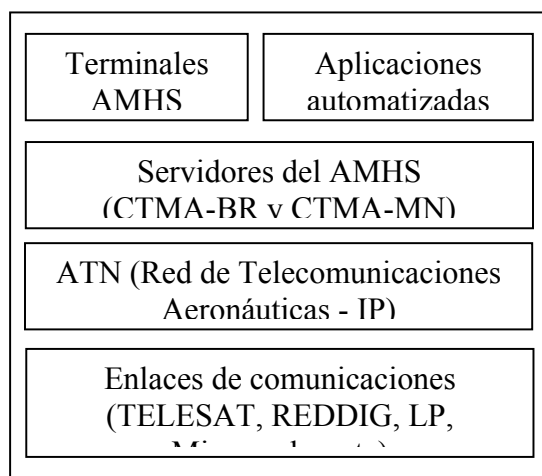 Terminales
AMHS
Aplicaciones
automatizadas
Servidores del AMHS
(CTMA-BR y CTMA-MN)
ATN (Red de Telecomunicaciones
Aeronáuticas - IP)
Enlaces de comunicaciones
(TELESAT, REDDIG, LP,